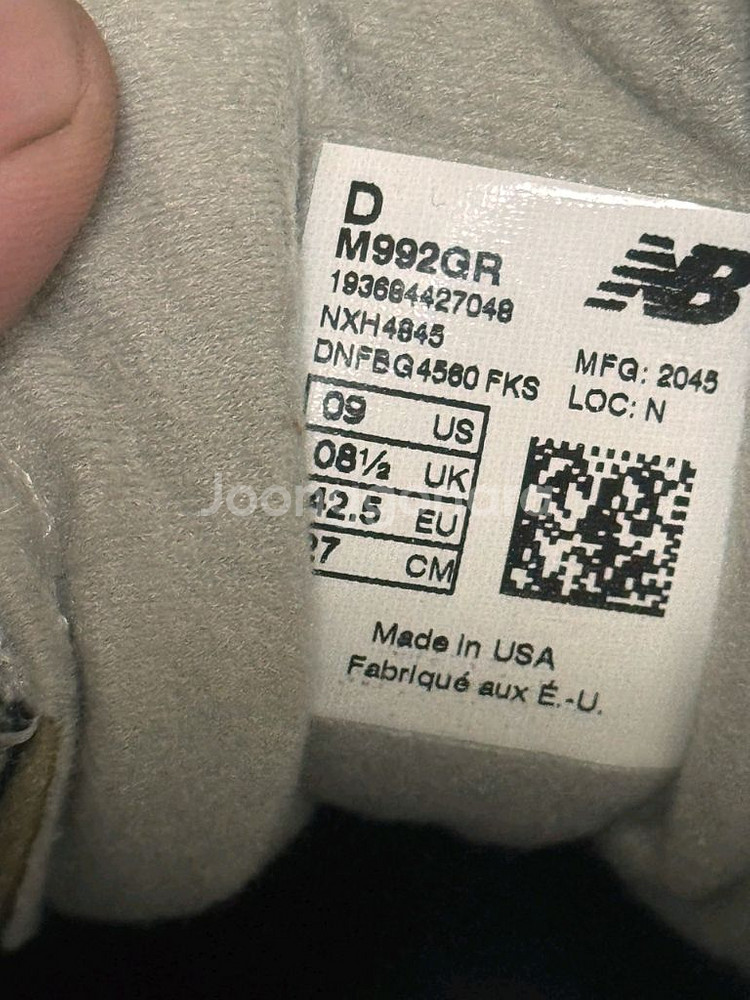 D
M992GR
NB
193684427048
NXH4845
DNFBG4560 FKS
MFG: 2045
LOC: N
09 US
08½ UK
42.5 EU
27 CM
Made in USA
Fabriqué aux É.-U.